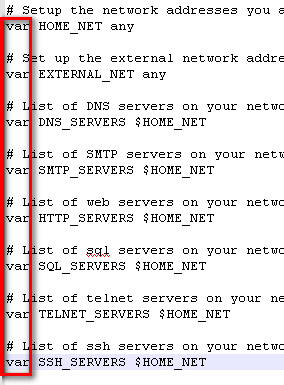 # Setup the network addresses you a
var HOME_NET any
# Set up the external network addre
var EXTERNAL_NET any
# List of DNS servers on your netwo
var DNS_SERVERS $HOME_NET
# List of SMTP servers on your netw
var SMTP_SERVERS $HOME_NET
# List of web servers on your netwo
var HTTP_SERVERS $HOME_NET
# List of sql servers on your netwo
var SQL_SERVERS $HOME_NET
# List of telnet servers on your ne
var TELNET_SERVERS $HOME_NET
# List of ssh servers on your netwo
var SSH_SERVERS $HOME_NET